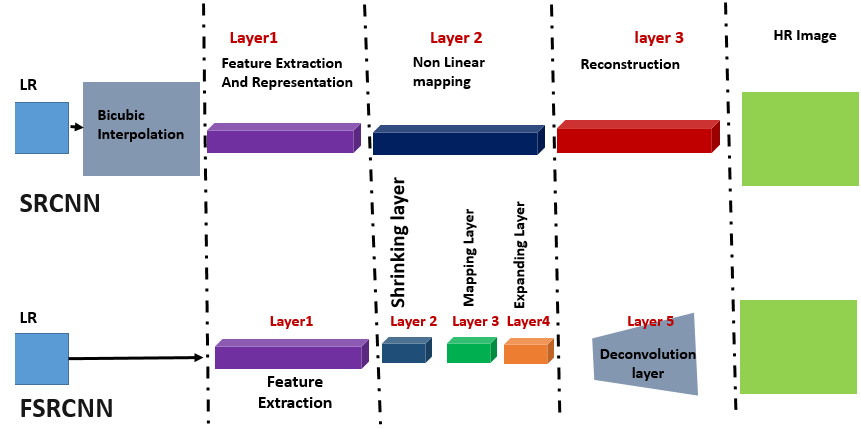 Layer1
Layer 2
layer 3
HR Image
Feature Extraction
And Representation
Non Linear
mapping
Reconstruction
LR
Bicubic
Interpolation
SRCNN
Shrinking layer
Mapping Layer
Expanding Layer
LR
Layer1
Layer 2
Layer 3
Layer4
Layer 5
Deconvolution
layer
Feature
Extraction
FSRCNN